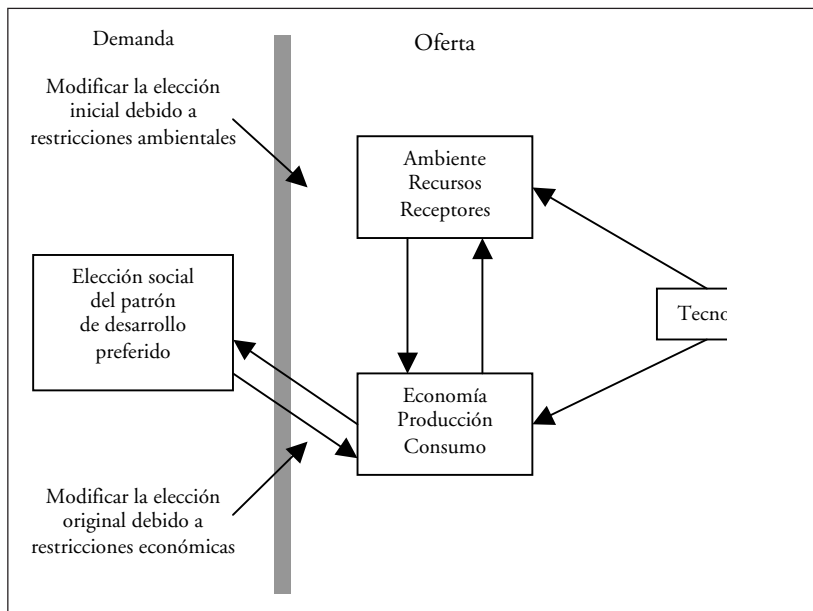 Demanda
Oferta
Modificar la elección
inicial debido a
restricciones ambientales
Ambiente
Recursos
Receptores
Elección social
del patrón
de desarrollo
preferido
Tecno
Economía
Producción
Consumo
Modificar la elección
original debido a
restricciones económicas